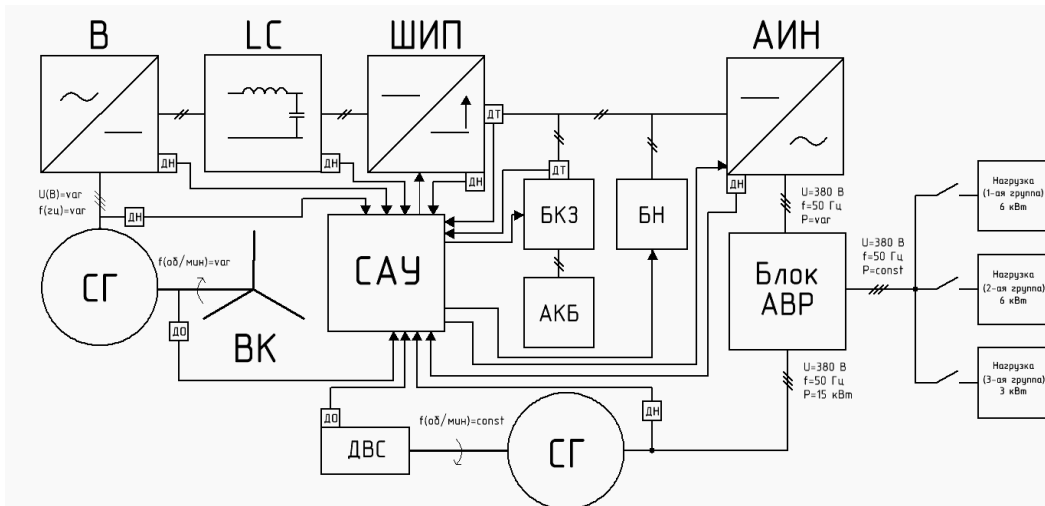 В
LC
ШИП
АИН
ДТ
ДН
ДН
ДН
ДТ
ДН
U(В)=var
f(гц)=var
ДН
БКЗ
БН
U=380 В
f=50 Гц
P=var
Нагрузка
(1-ая группа)
6 кВт
СГ
f(об/мин)=var
САУ
АКБ
Блок
АВР
U=380 В
f=50 Гц
P=const
Нагрузка
(2-ая группа)
6 кВт
ДО
ВК
U=380 В
f=50 Гц
P=15 кВт
Нагрузка
(3-ая группа)
3 кВт
ДО
ДВС
f(об/мин)=const
СГ
ДН